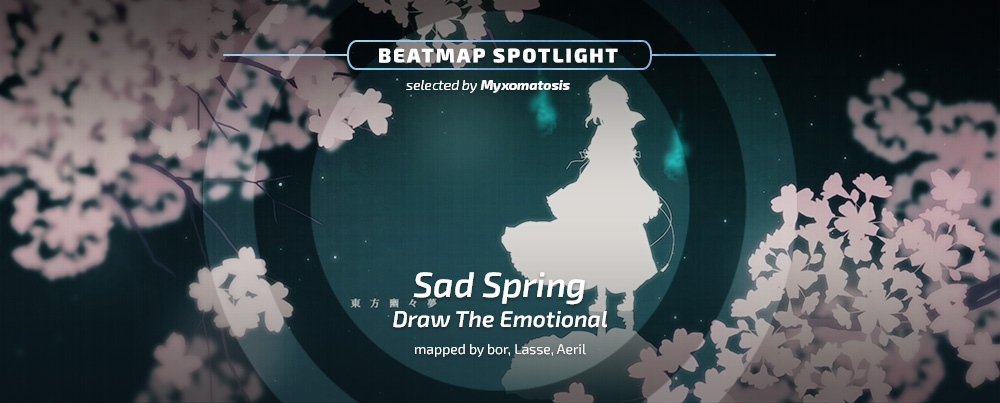 BEATMAP SPOTLIGHT
selected by Myxomatosis
Sad Spring
東方幽々夢
Draw The Emotional
mapped by bor, Lasse, Aeril